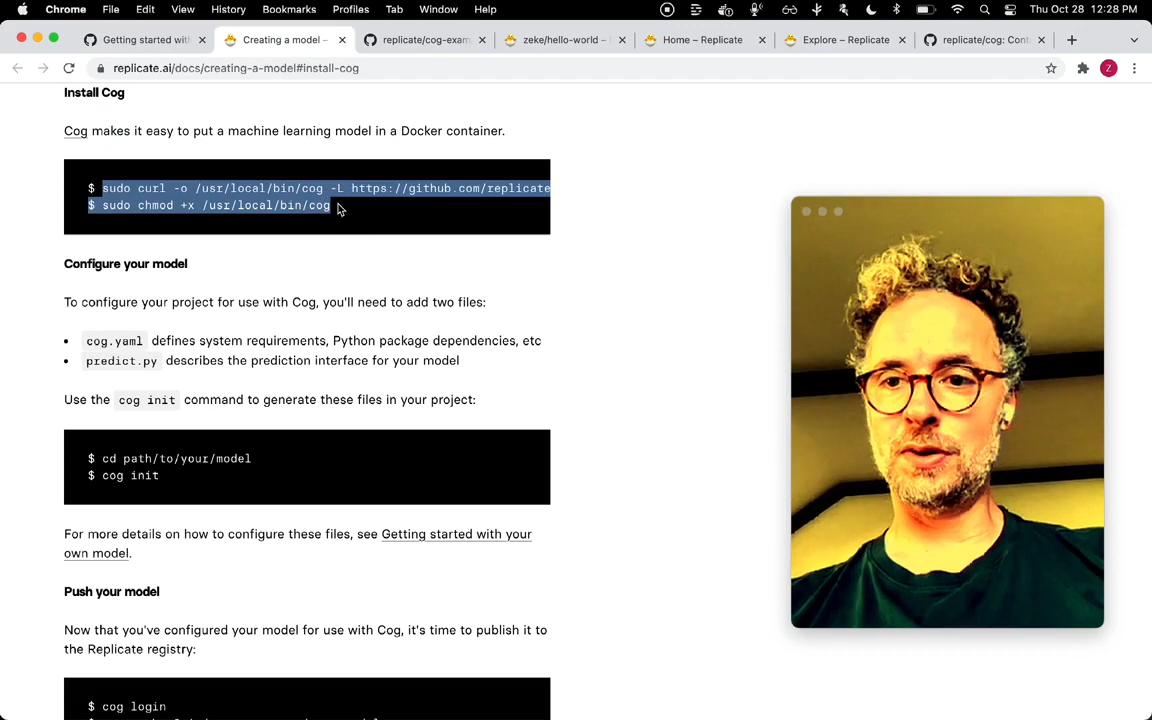 Chrome File Edit View History Bookmarks Profiles Tab Window Help Thu Oct 28 12:28 PM
Getting started with Creating a model – replicate/cog-exam zeke/hello-world – Home – Replicate Explore – Replicate replicate/cog: Cont
replicate.ai/docs/creating-a-model#install-cog Z
Install Cog
Cog makes it easy to put a machine learning model in a Docker container.
$ sudo curl -o /usr/local/bin/cog -L https://github.com/replicate
$ sudo chmod +x /usr/local/bin/cog
Configure your model
To configure your project for use with Cog, you'll need to add two files:
• cog.yaml defines system requirements, Python package dependencies, etc
• predict.py describes the prediction interface for your model
Use the cog init command to generate these files in your project:
$ cd path/to/your/model
$ cog init
For more details on how to configure these files, see Getting started with your
own model.
Push your model
Now that you've configured your model for use with Cog, it's time to publish it to
the Replicate registry:
$ cog login